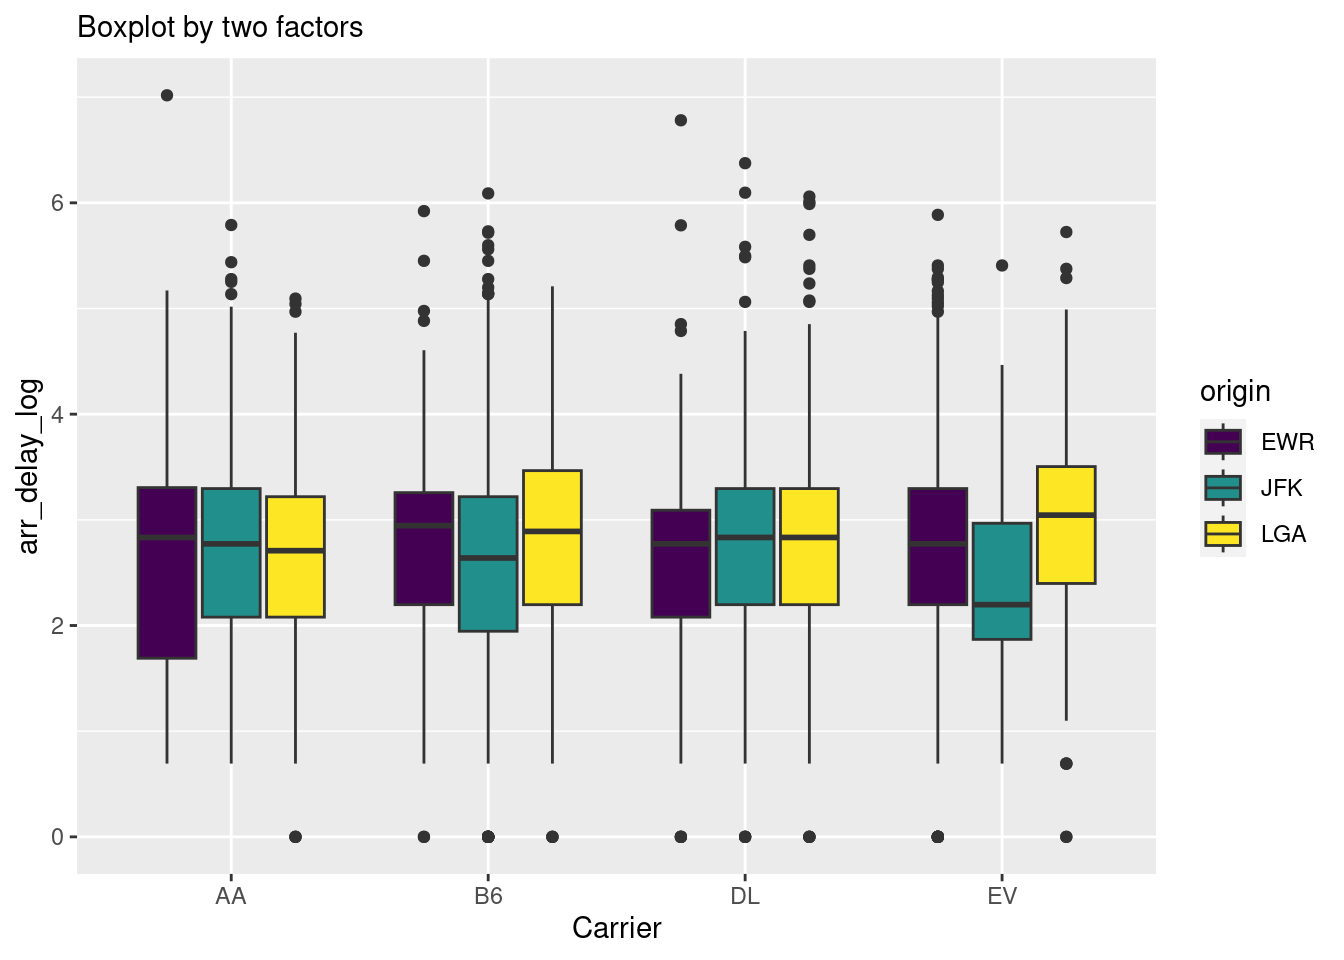 Boxplot by two factors
arr_delay_log
6
4
2
0
AA B6 DL EV
Carrier
origin
EWR
JFK
LGA